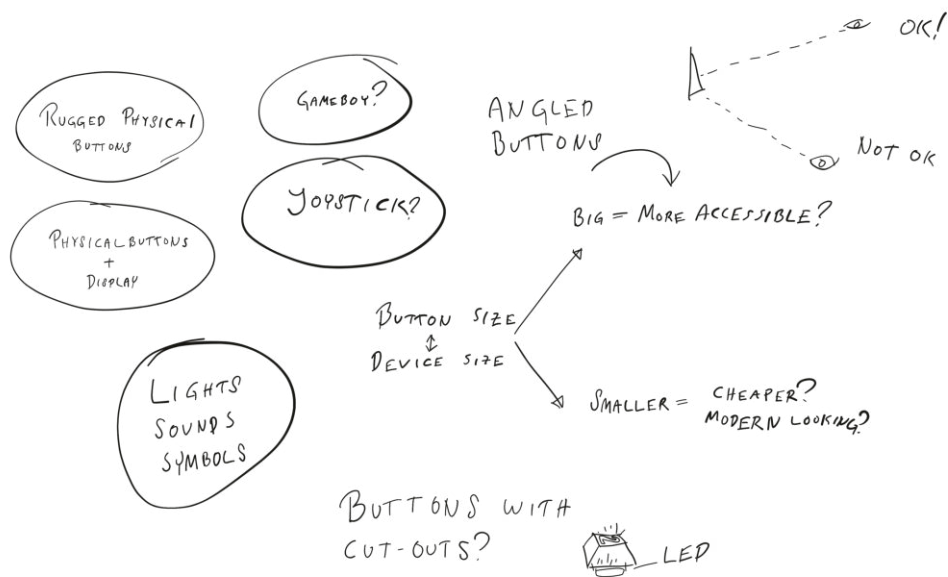 RUGGED PHYSICAL
BUTTONS
GAMEBOY?
JOYSTICK?
PHYSICAL BUTTONS
+
DISPLAY
LIGHTS
SOUNDS
SYMBOLS
ANGLED
BUTTONS
OK!
NOT OK
BIG = MORE ACCESSIBLE?
BUTTON SIZE
DEVICE SIZE
SMALLER = CHEAPER?
MODERN LOOKING?
BUTTONS WITH
CUT-OUTS?
LED